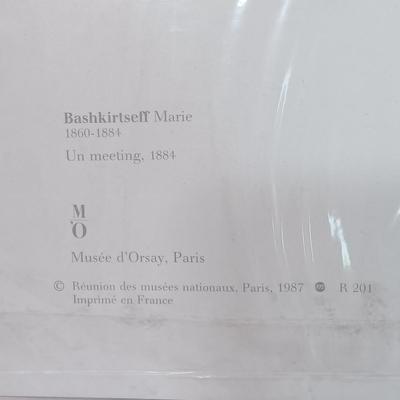 Bashkirtseff Marie
1860-1884
Un meeting, 1884
M
'O
Musée d'Orsay, Paris
© Réunion des musées nationaux, Paris, 1987 R 201
Imprimé en France